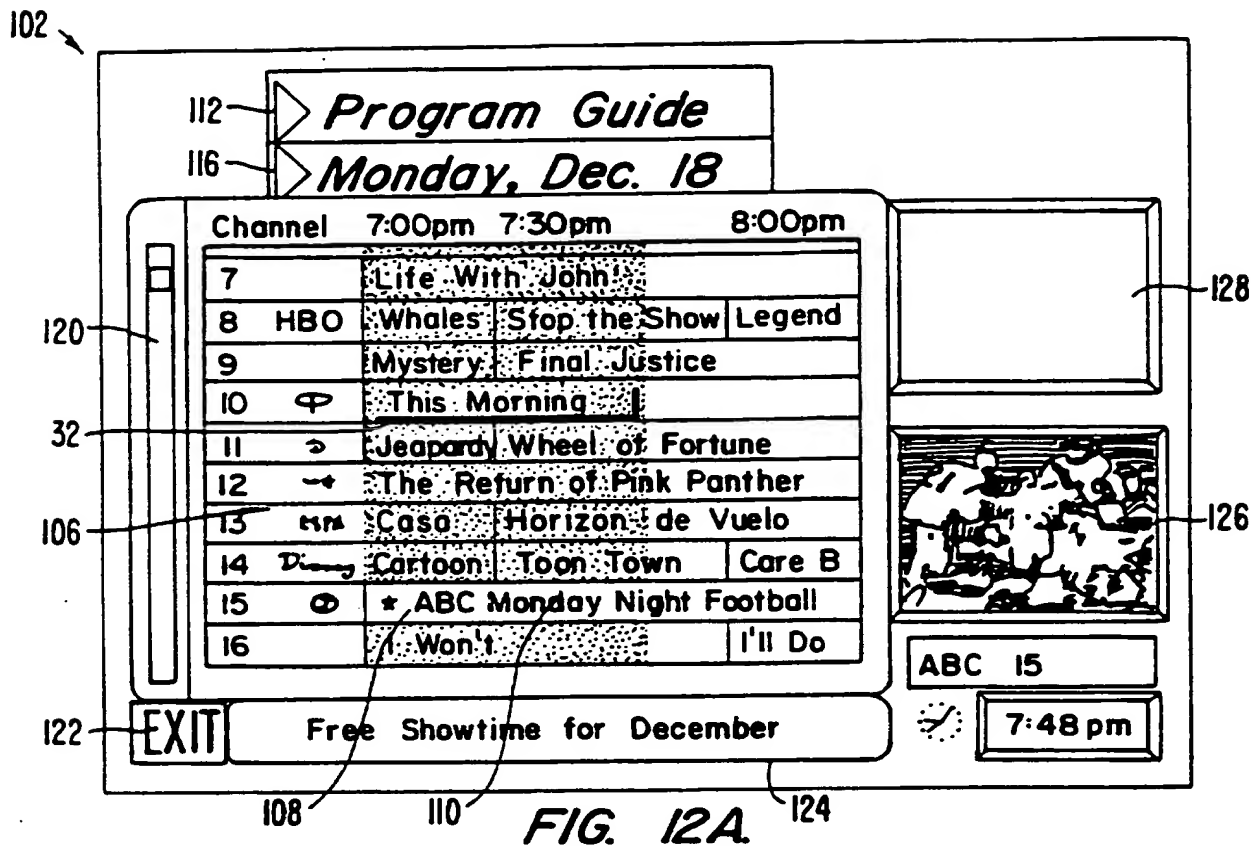 102
112 Program Guide
116 Monday, Dec. 18
Channel 7:00pm 7:30pm 8:00pm
7 Life With John
8 HBO Whales Stop the Show Legend
9 Mystery Final Justice
10 This Morning
11 Jeapardy Wheel of Fortune
12 The Return of Pink Panther
13 Casa Horizon de Vuelo
14 Disney Cartoon Toon Town Care B
15 * ABC Monday Night Football
16 I Won't I'll Do
120
32
106
128
126
ABC 15
122 EXIT Free Showtime for December 7:48 pm
108 110 124
FIG. 12A.